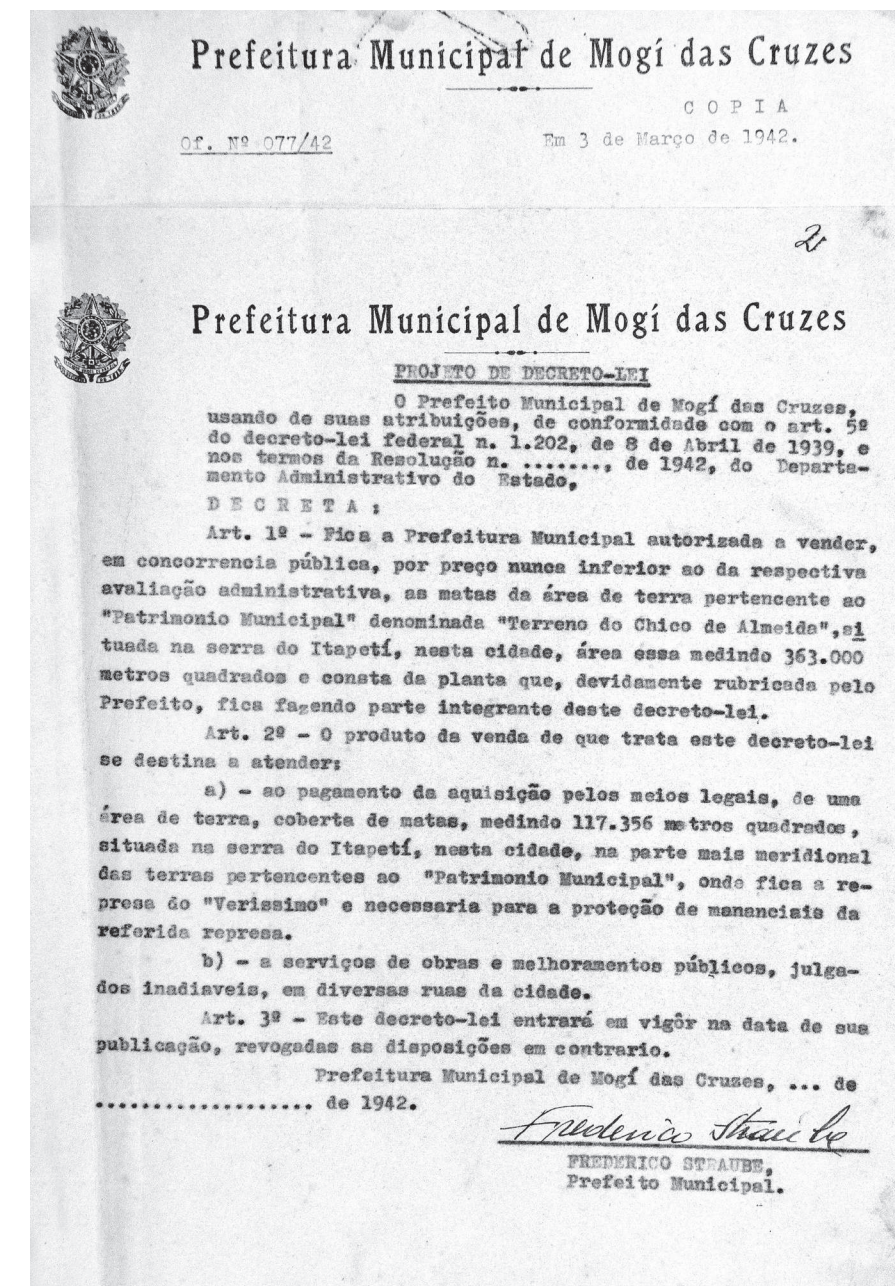 Prefeitura Municipal de Mogí das Cruzes
C O P I A
Of. Nº 077/42
Em 3 de Março de 1942.
2
Prefeitura Municipal de Mogí das Cruzes
PROJETO DE DECRETO-LEI
O Prefeito Municipal de Mogí das Cruzes,
usando de suas atribuições, de conformidade com o art. 5º
do decreto-lei federal n. 1.202, de 8 de Abril de 1939, e
nos termos da Resolução n. ........, de 1942, do Departa-
mento Administrativo do Estado,
D E C R E T A :
Art. 1º - Fica a Prefeitura Municipal autorizada a vender,
em concorrencia pública, por preço nunca inferior ao da respectiva
avaliação administrativa, as matas da área de terra pertencente ao
"Patrimonio Municipal" denominada "Terreno do Chico de Almeida",si
tuada na serra do Itapetí, nesta cidade, área essa medindo 363.000
metros quadrados e consta da planta que, devidamente rubricada pelo
Prefeito, fica fazendo parte integrante deste decreto-lei.
Art. 2º - O produto da venda de que trata este decreto-lei
se destina a atender:
a) - ao pagamento da aquisição pelos meios legais, de uma
área de terra, coberta de matas, medindo 117.356 metros quadrados,
situada na serra do Itapetí, nesta cidade, na parte mais meridional
das terras pertencentes ao "Patrimonio Municipal", onde fica a re-
presa do "Verissimo" e necessaria para a proteção de mananciais da
referida represa.
b) - a serviços de obras e melhoramentos públicos, julga-
dos inadiaveis, em diversas ruas da cidade.
Art. 3º - Este decreto-lei entrará em vigôr na data de sua
publicação, revogadas as disposições em contrario.
Prefeitura Municipal de Mogí das Cruzes, ... de
................... de 1942.
Frederico Straube
FREDERICO STRAUBE,
Prefeito Municipal.